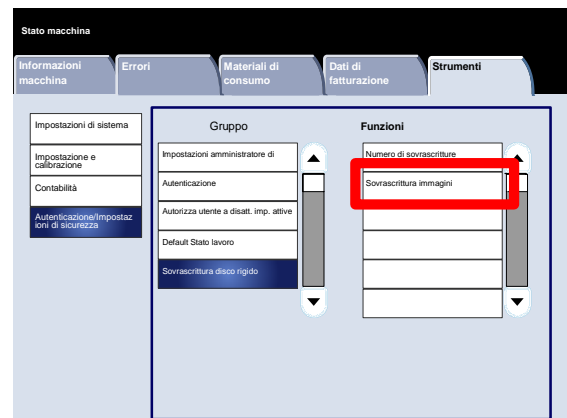 Stato macchina
Informazioni
macchina
Errori
Materiali di
consumo
Dati di
fatturazione
Strumenti
Impostazioni di sistema
Impostazione e
calibrazione
Contabilità
Autenticazione/Impostaz
ioni di sicurezza
Gruppo
Impostazioni amministratore di
Autenticazione
Autorizza utente a disatt. imp. attive
Default Stato lavoro
Sovrascrittura disco rigido
Funzioni
Numero di sovrascritture
Sovrascrittura immagini